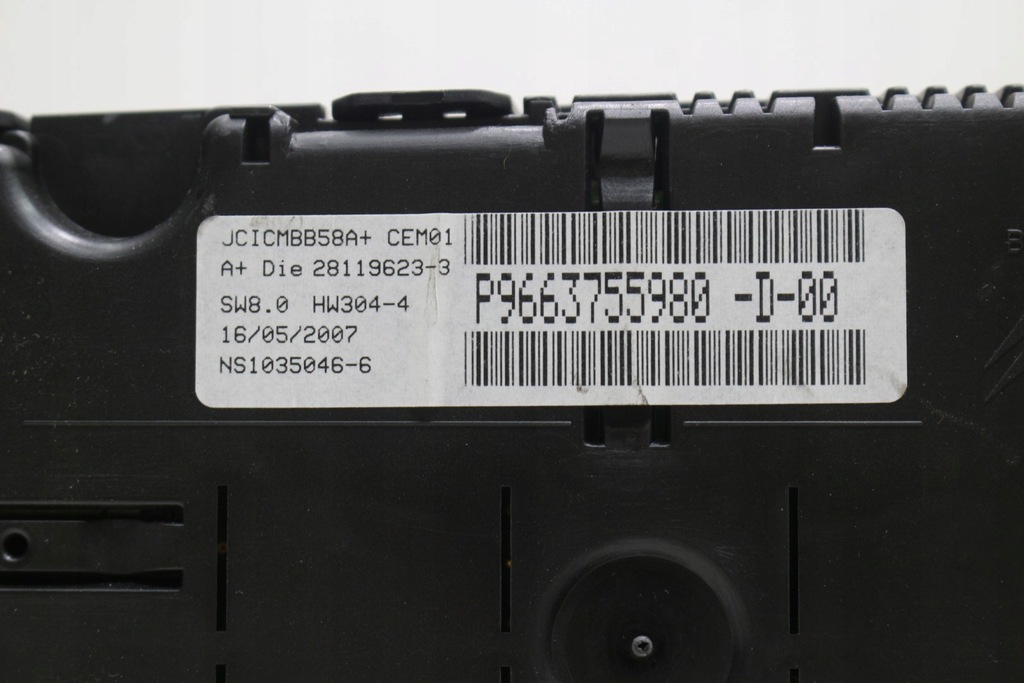 JCICMBB58A+ CEM01
A+ Die 28119623-3
SW8.0 HW304-4
16/05/2007
NS1035046-6
P9663755980 -D-00